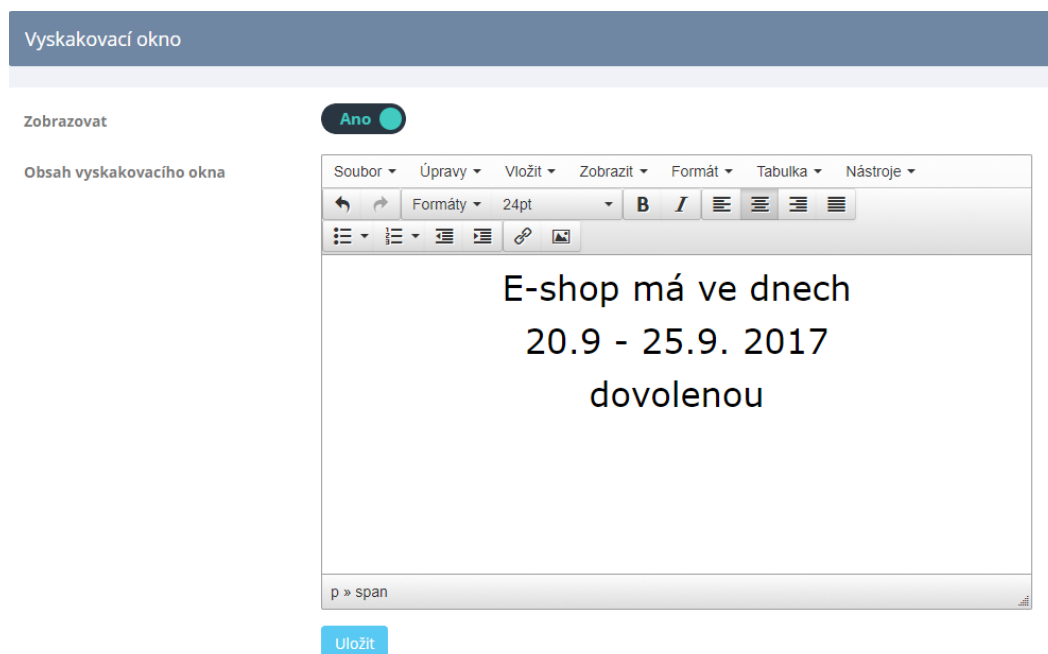 Vyskakovací okno
Zobrazovat
Ano
Obsah vyskakovacího okna
Soubor Úpravy Vložit Zobrazit Formát Tabulka Nástroje
Formáty 24pt B I
E-shop má ve dnech
20.9 - 25.9. 2017
dovolenou
p » span
Uložit